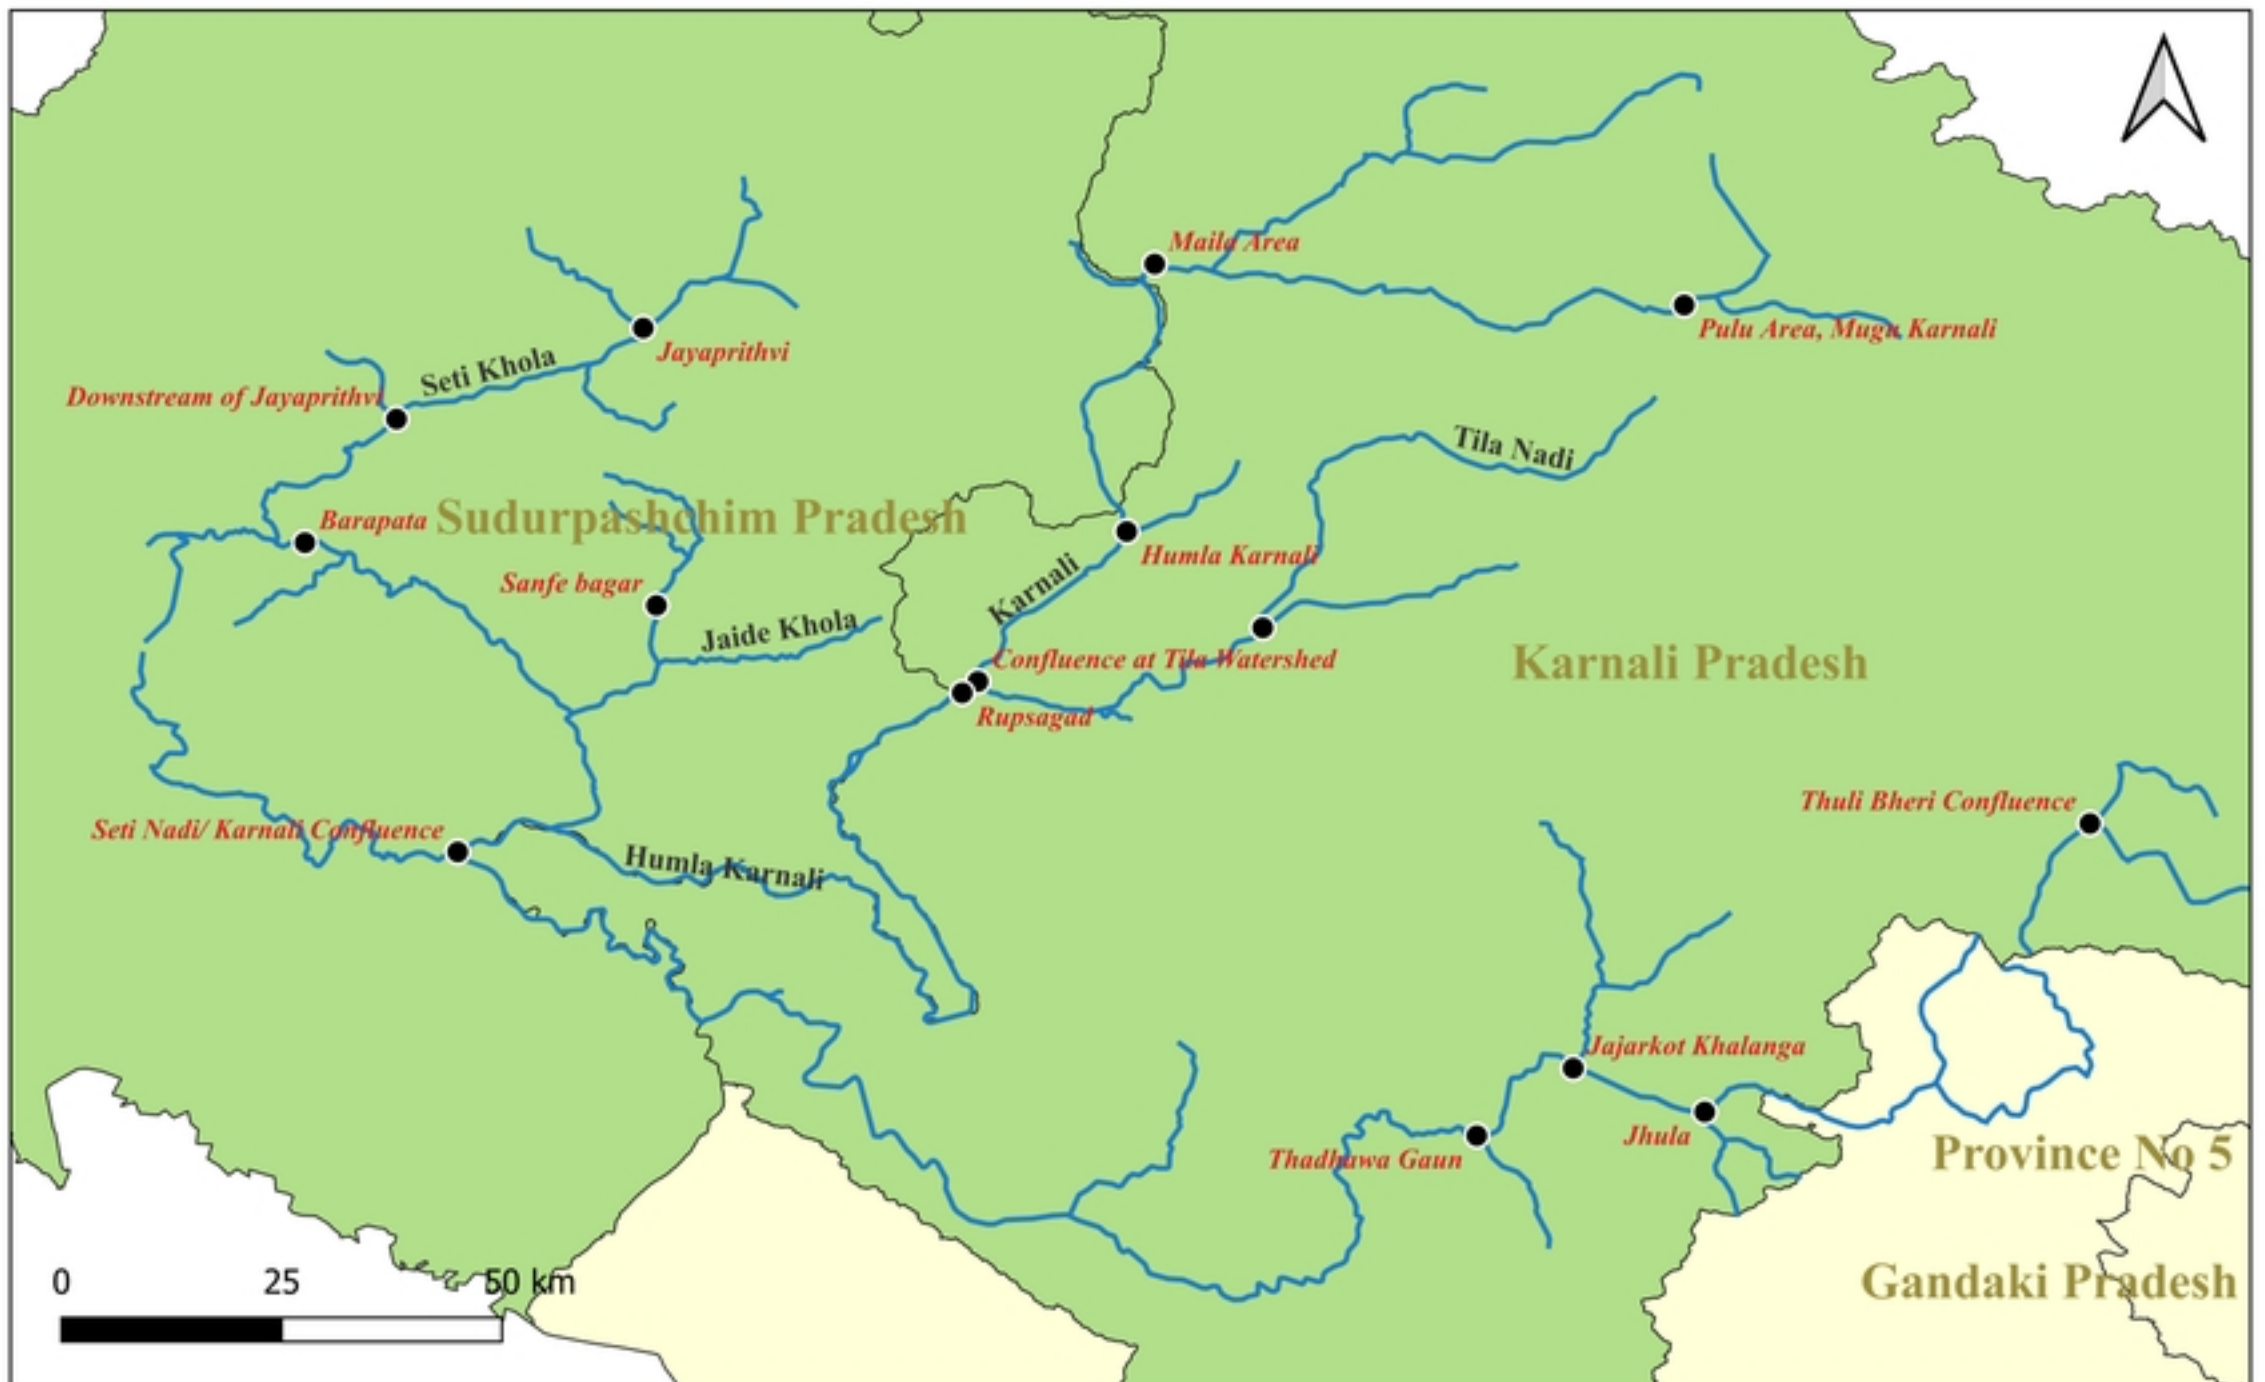 Maila Area
Pulu Area, Mugu Karnali
Jayaprithvi
Seti Khola
Downstream of Jayaprithvi
Tila Nadi
Barapata
Sudurpashchim Pradesh
Humla Karnali
Sanfe bagar
Karnali
Jaide Khola
Confluence at Tila Watershed
Karnali Pradesh
Rupsagad
Thuli Bheri Confluence
Seti Nadi/ Karnali Confluence
Humla Karnali
Jajarkot Khalanga
Jhula
Thadhawa Gaun
Province No 5
Gandaki Pradesh
0 25 50 km